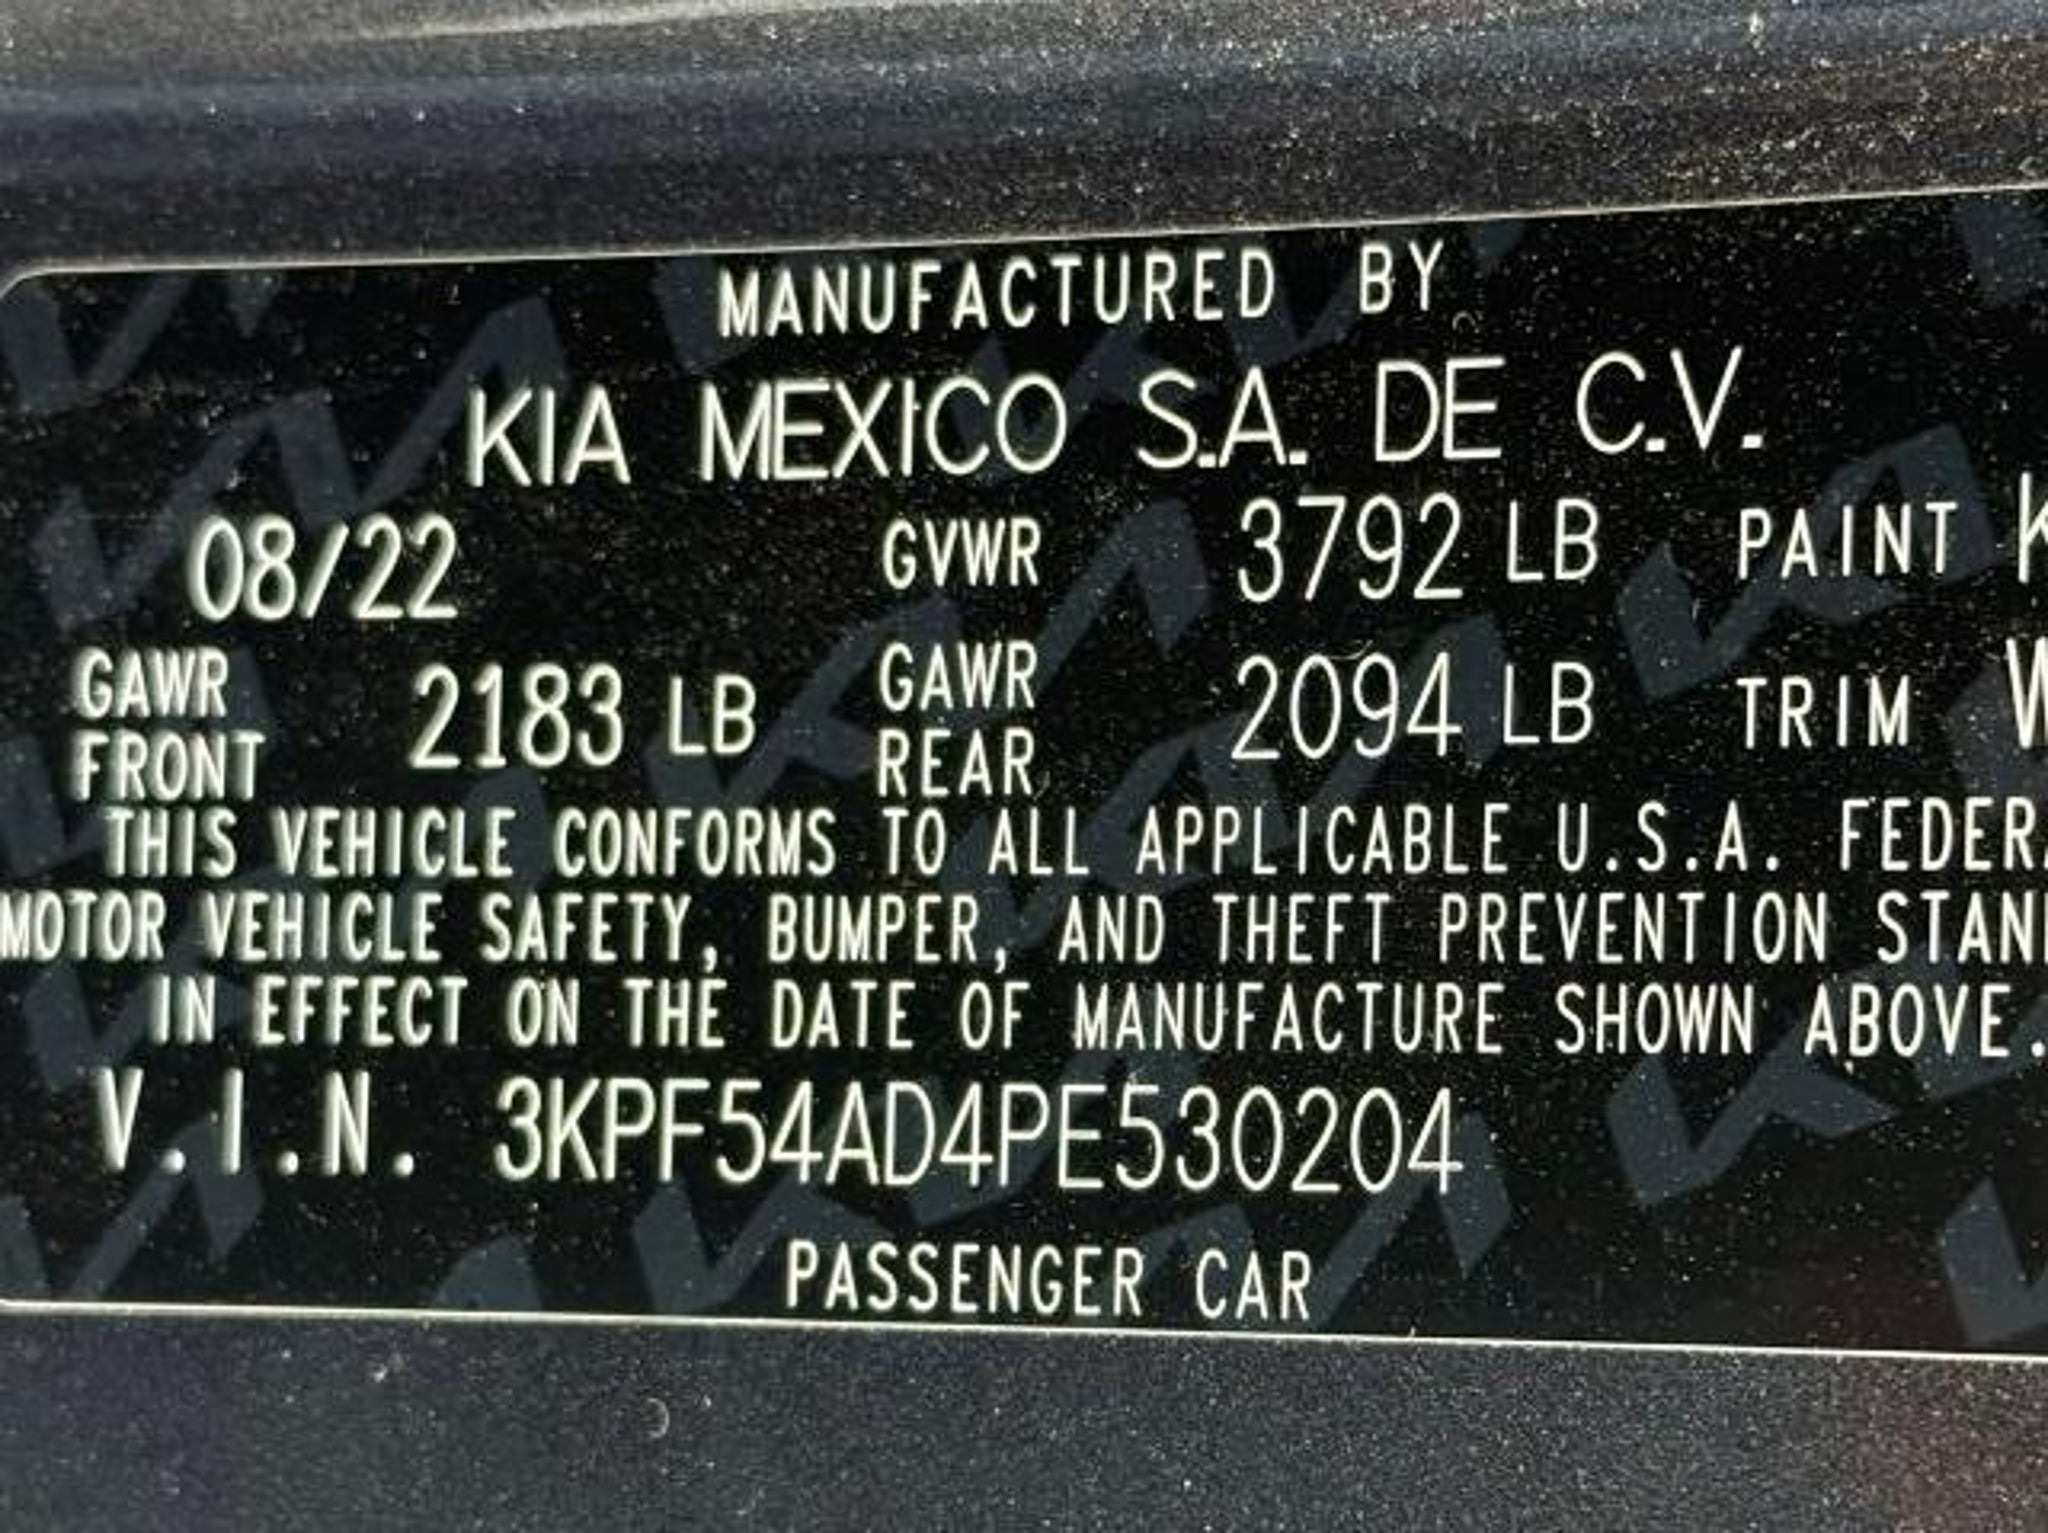 MANUFACTURED BY
KIA MEXICO S.A. DE C.V.
08/22 GVWR 3792 LB PAINT K
GAWR FRONT 2183 LB GAWR REAR 2094 LB TRIM W
THIS VEHICLE CONFORMS TO ALL APPLICABLE U.S.A. FEDERA
MOTOR VEHICLE SAFETY, BUMPER, AND THEFT PREVENTION STAN
IN EFFECT ON THE DATE OF MANUFACTURE SHOWN ABOVE.
V.I.N. 3KPF54AD4PE530204
PASSENGER CAR